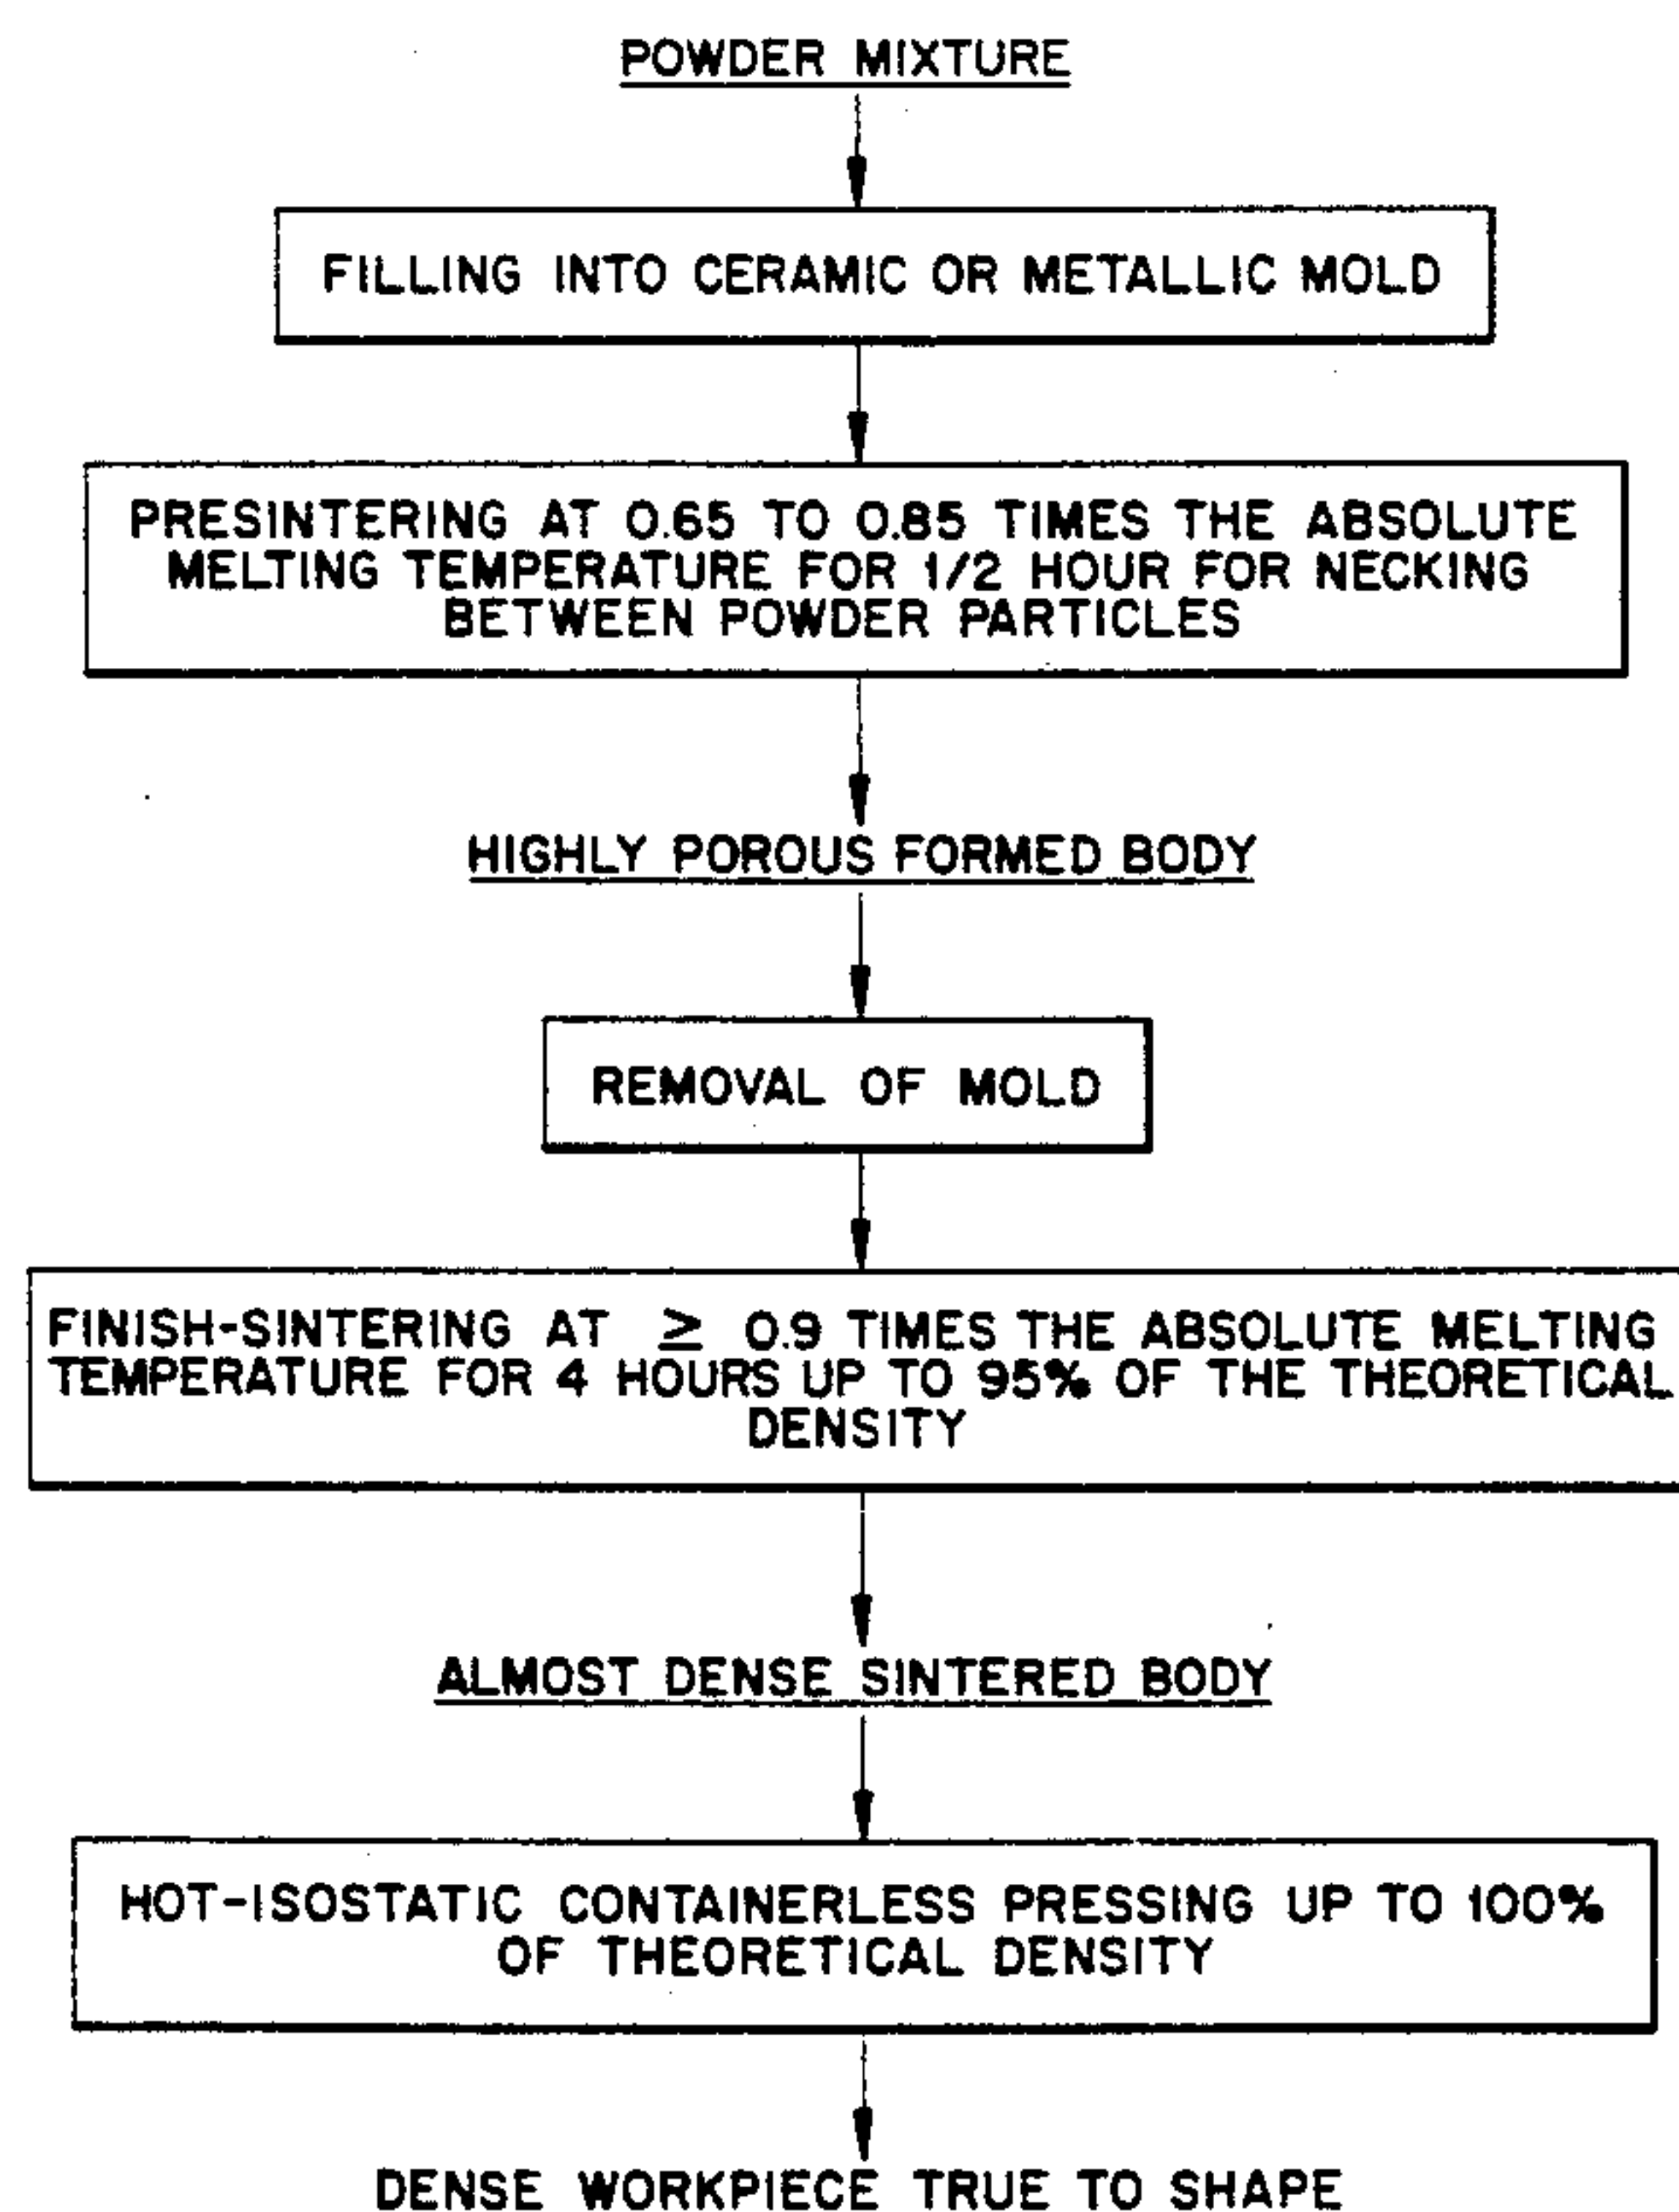 POWDER MIXTURE
FILLING INTO CERAMIC OR METALLIC MOLD
PRESINTERING AT 0.65 TO 0.85 TIMES THE ABSOLUTE
MELTING TEMPERATURE FOR 1/2 HOUR FOR NECKING
BETWEEN POWDER PARTICLES
HIGHLY POROUS FORMED BODY
REMOVAL OF MOLD
FINISH-SINTERING AT ≥ 0.9 TIMES THE ABSOLUTE MELTING
TEMPERATURE FOR 4 HOURS UP TO 95% OF THE THEORETICAL
DENSITY
ALMOST DENSE SINTERED BODY
HOT-ISOSTATIC CONTAINERLESS PRESSING UP TO 100%
OF THEORETICAL DENSITY
DENSE WORKPIECE TRUE TO SHAPE